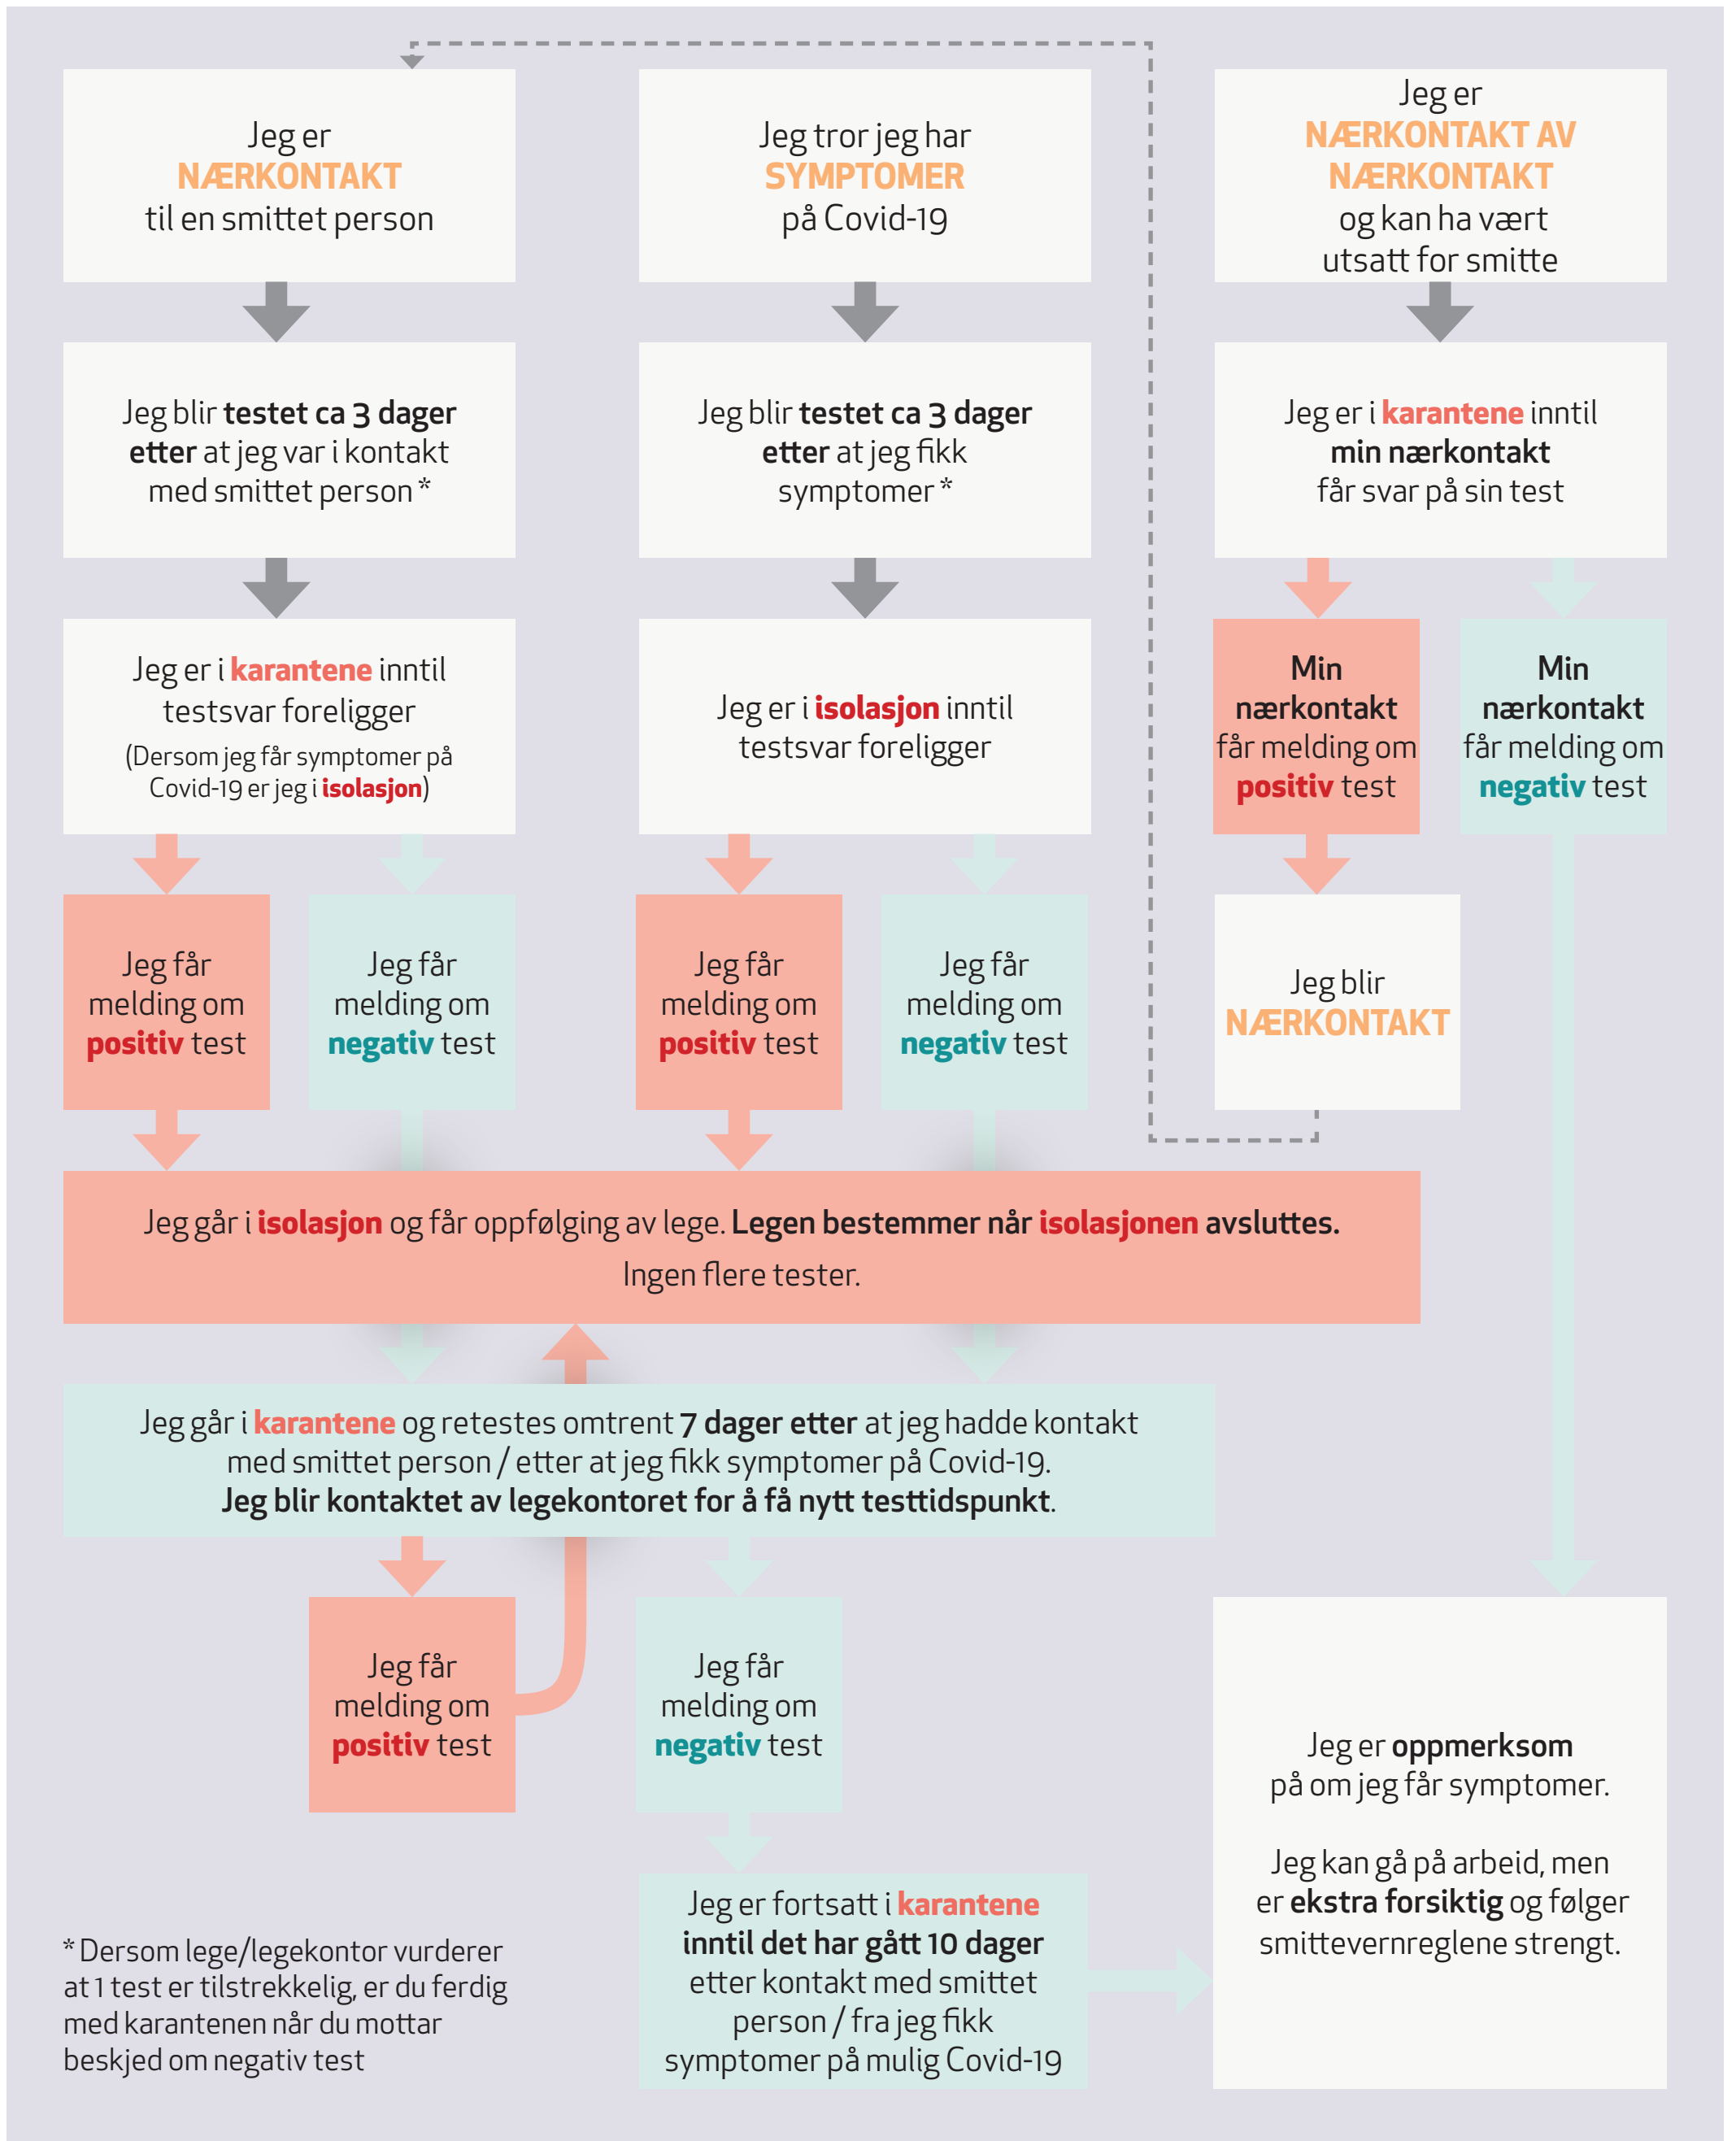 Jeg er
NÆRKONTAKT
til en smittet person
Jeg tror jeg har
SYMPTOMER
på Covid-19
Jeg er
NÆRKONTAKT AV
NÆRKONTAKT
og kan ha vært
utsatt for smitte
Jeg blir testet ca 3 dager
etter at jeg var i kontakt
med smittet person *
Jeg blir testet ca 3 dager
etter at jeg fikk
symptomer *
Jeg er i karantene inntil
min nærkontakt
får svar på sin test
Jeg er i karantene inntil
testsvar foreligger
(Dersom jeg får symptomer på
Covid-19 er jeg i isolasjon)
Jeg er i isolasjon inntil
testsvar foreligger
Min
nærkontakt
får melding om
positiv test
Min
nærkontakt
får melding om
negativ test
Jeg får
melding om
positiv test
Jeg får
melding om
negativ test
Jeg får
melding om
positiv test
Jeg får
melding om
negativ test
Jeg blir
NÆRKONTAKT
Jeg går i isolasjon og får oppfølging av lege. Legen bestemmer når isolasjonen avsluttes.
Ingen flere tester.
Jeg går i karantene og retestes omtrent 7 dager etter at jeg hadde kontakt
med smittet person / etter at jeg fikk symptomer på Covid-19.
Jeg blir kontaktet av legekontoret for å få nytt testtidspunkt.
Jeg får
melding om
positiv test
Jeg får
melding om
negativ test
Jeg er oppmerksom
på om jeg får symptomer.
Jeg kan gå på arbeid, men
er ekstra forsiktig og følger
smittevernreglene strengt.
Jeg er fortsatt i karantene
inntil det har gått 10 dager
etter kontakt med smittet
person / fra jeg fikk
symptomer på mulig Covid-19
* Dersom lege/legekontor vurderer
at 1 test er tilstrekkelig, er du ferdig
med karantenen når du mottar
beskjed om negativ test